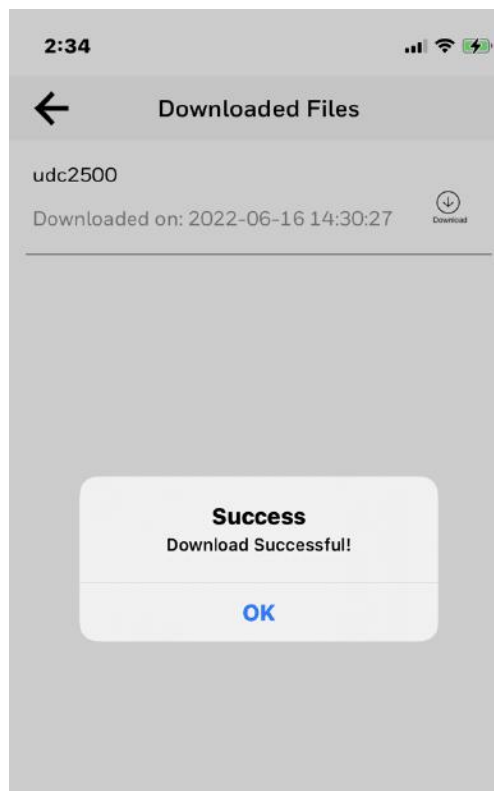 2:34
Downloaded Files
udc2500
Downloaded on: 2022-06-16 14:30:27
Download
Success
Download Successful!
OK